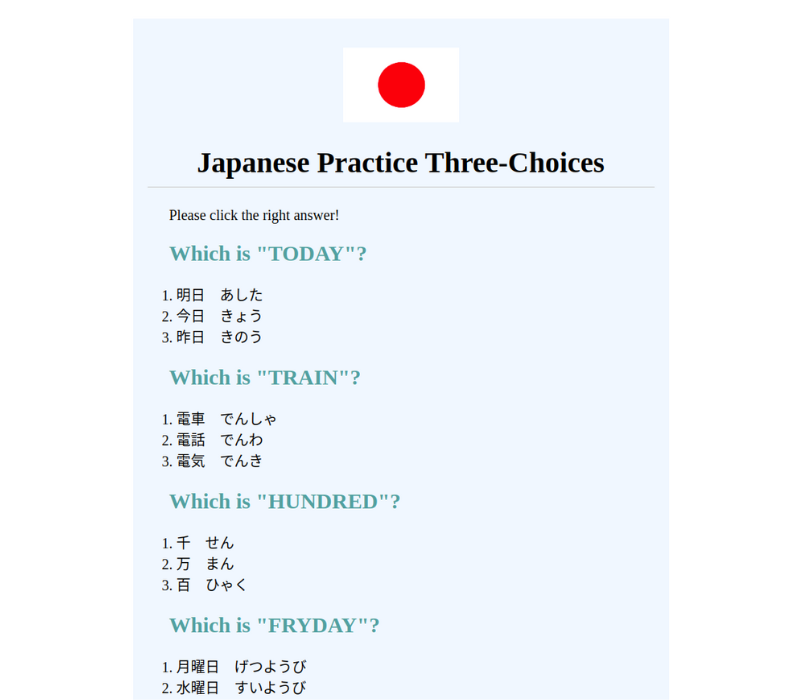 Japanese Practice Three-Choices
Please click the right answer!
Which is "TODAY"?
1. 明日　あした
2. 今日　きょう
3. 昨日　きのう
Which is "TRAIN"?
1. 電車　でんしゃ
2. 電話　でんわ
3. 電気　でんき
Which is "HUNDRED"?
1. 千　せん
2. 万　まん
3. 百　ひゃく
Which is "FRYDAY"?
1. 月曜日　げつようび
2. 水曜日　すいようび